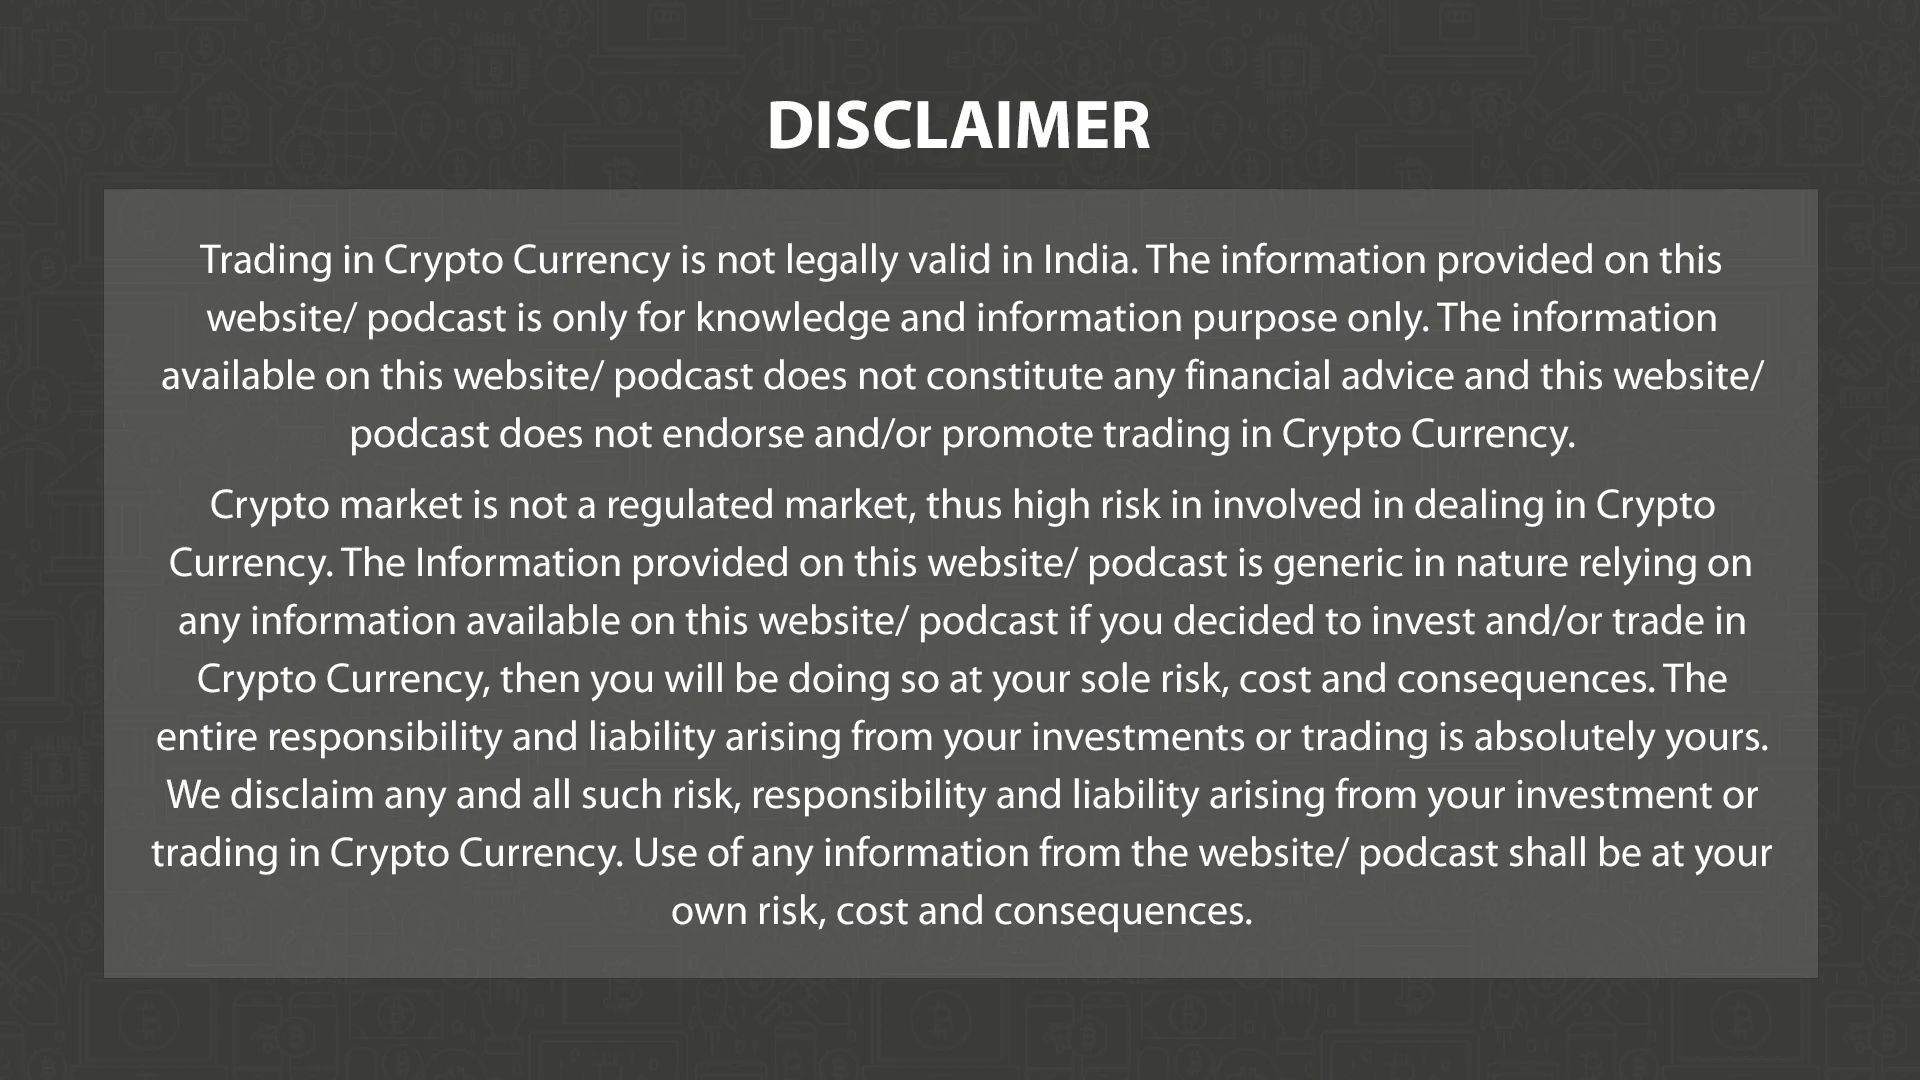 DISCLAIMER
Trading in Crypto Currency is not legally valid in India. The information provided on this
website/ podcast is only for knowledge and information purpose only. The information
available on this website/ podcast does not constitute any financial advice and this website/
podcast does not endorse and/or promote trading in Crypto Currency.
Crypto market is not a regulated market, thus high risk in involved in dealing in Crypto
Currency. The Information provided on this website/ podcast is generic in nature relying on
any information available on this website/ podcast if you decided to invest and/or trade in
Crypto Currency, then you will be doing so at your sole risk, cost and consequences. The
entire responsibility and liability arising from your investments or trading is absolutely yours.
We disclaim any and all such risk, responsibility and liability arising from your investment or
trading in Crypto Currency. Use of any information from the website/ podcast shall be at your
own risk, cost and consequences.